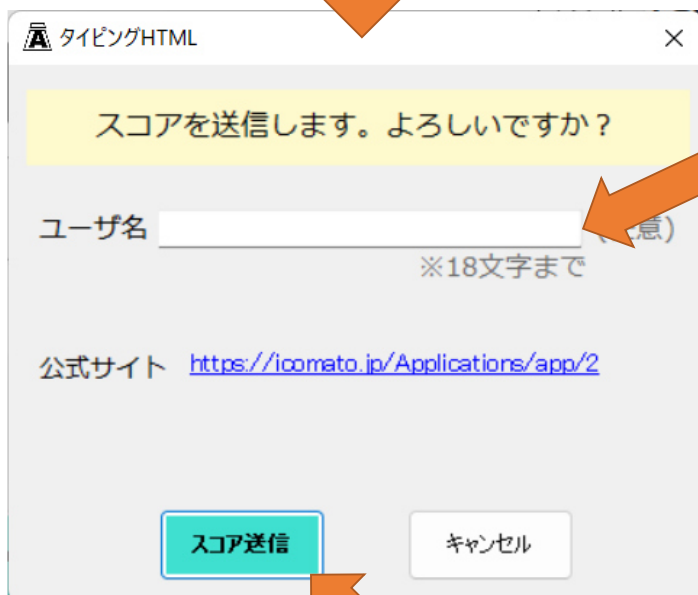 タイピングHTML
スコアを送信します。よろしいですか？
ユーザ名
※18文字まで
公式サイト https://icomato.jp/Applications/app/2
スコア送信 キャンセル